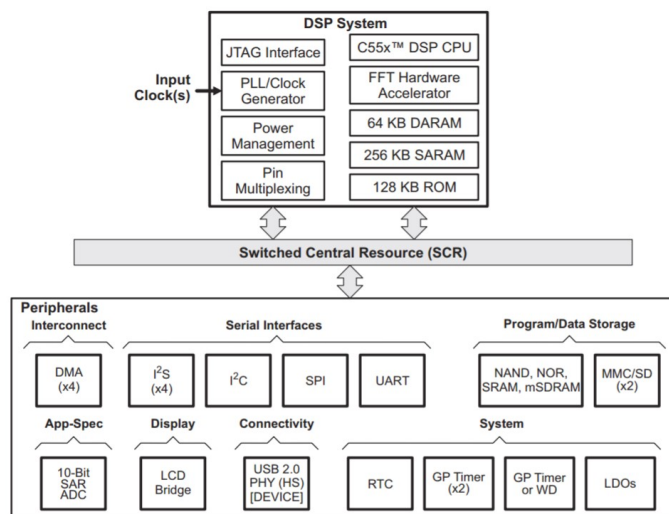 DSP System
JTAG Interface
C55x™ DSP CPU
Input
Clock(s)
PLL/Clock
Generator
FFT Hardware
Accelerator
Power
Management
64 KB DARAM
256 KB SARAM
Pin
Multiplexing
128 KB ROM
Switched Central Resource (SCR)
Peripherals
Interconnect
Serial Interfaces
Program/Data Storage
DMA
(x4)
I²S
(x4)
I²C
SPI
UART
NAND, NOR,
SRAM, mSDRAM
MMC/SD
(x2)
App-Spec
Display
Connectivity
System
10-Bit
SAR
ADC
LCD
Bridge
USB 2.0
PHY (HS)
[DEVICE]
RTC
GP Timer
(x2)
GP Timer
or WD
LDOs